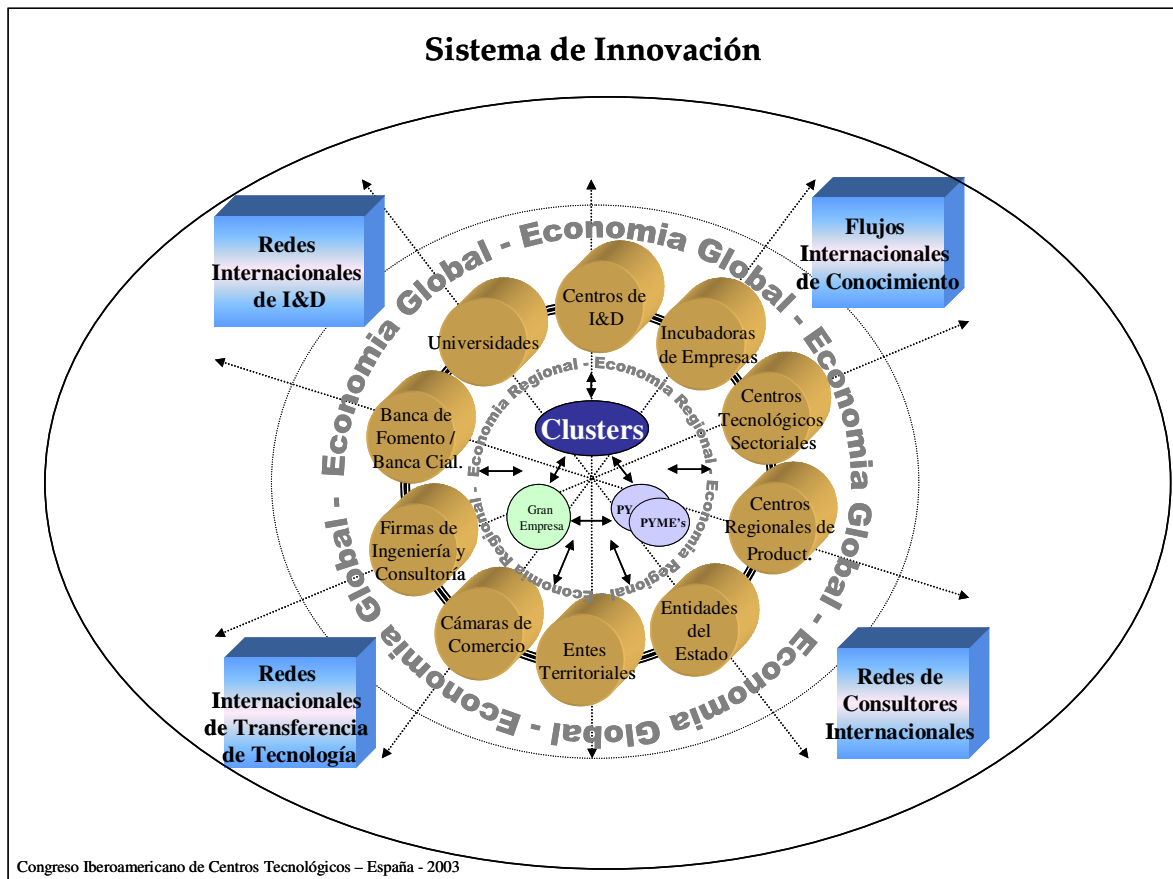 Sistema de Innovación
Redes
Internacionales
de I&D
Flujos
Internacionales
de Conocimiento
Economia Global - Economia Global - Economia Global - Economia Global - Economia Global -
Centros de
I&D
Universidades
Incubadoras
de Empresas
Economia Regional - Economia Regional - Economia Regional - Economia Regional -
Banca de
Fomento /
Banca Cial.
Clusters
Centros
Tecnológicos
Sectoriales
Gran
Empresa
PY
PYME's
Centros
Regionales de
Product.
Firmas de
Ingeniería y
Consultoría
Cámaras de
Comercio
Entes
Territoriales
Entidades
del
Estado
Redes
Internacionales
de Transferencia
de Tecnología
Redes de
Consultores
Internacionales
Congreso Iberoamericano de Centros Tecnológicos – España - 2003